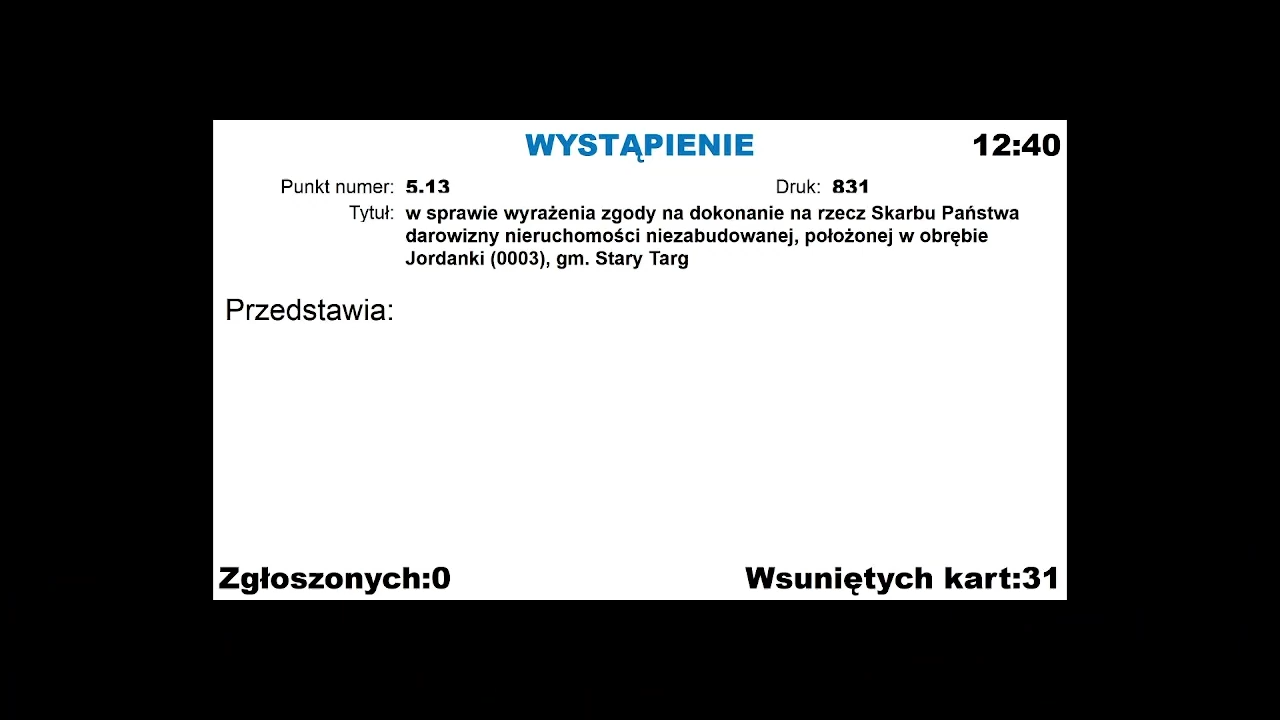 WYSTĄPIENIE 12:40
Punkt numer: 5.13 Druk: 831
Tytuł: w sprawie wyrażenia zgody na dokonanie na rzecz Skarbu Państwa
darowizny nieruchomości niezabudowanej, położonej w obrębie
Jordanki (0003), gm. Stary Targ
Przedstawia:
Zgłoszonych:0 Wsuniętych kart:31